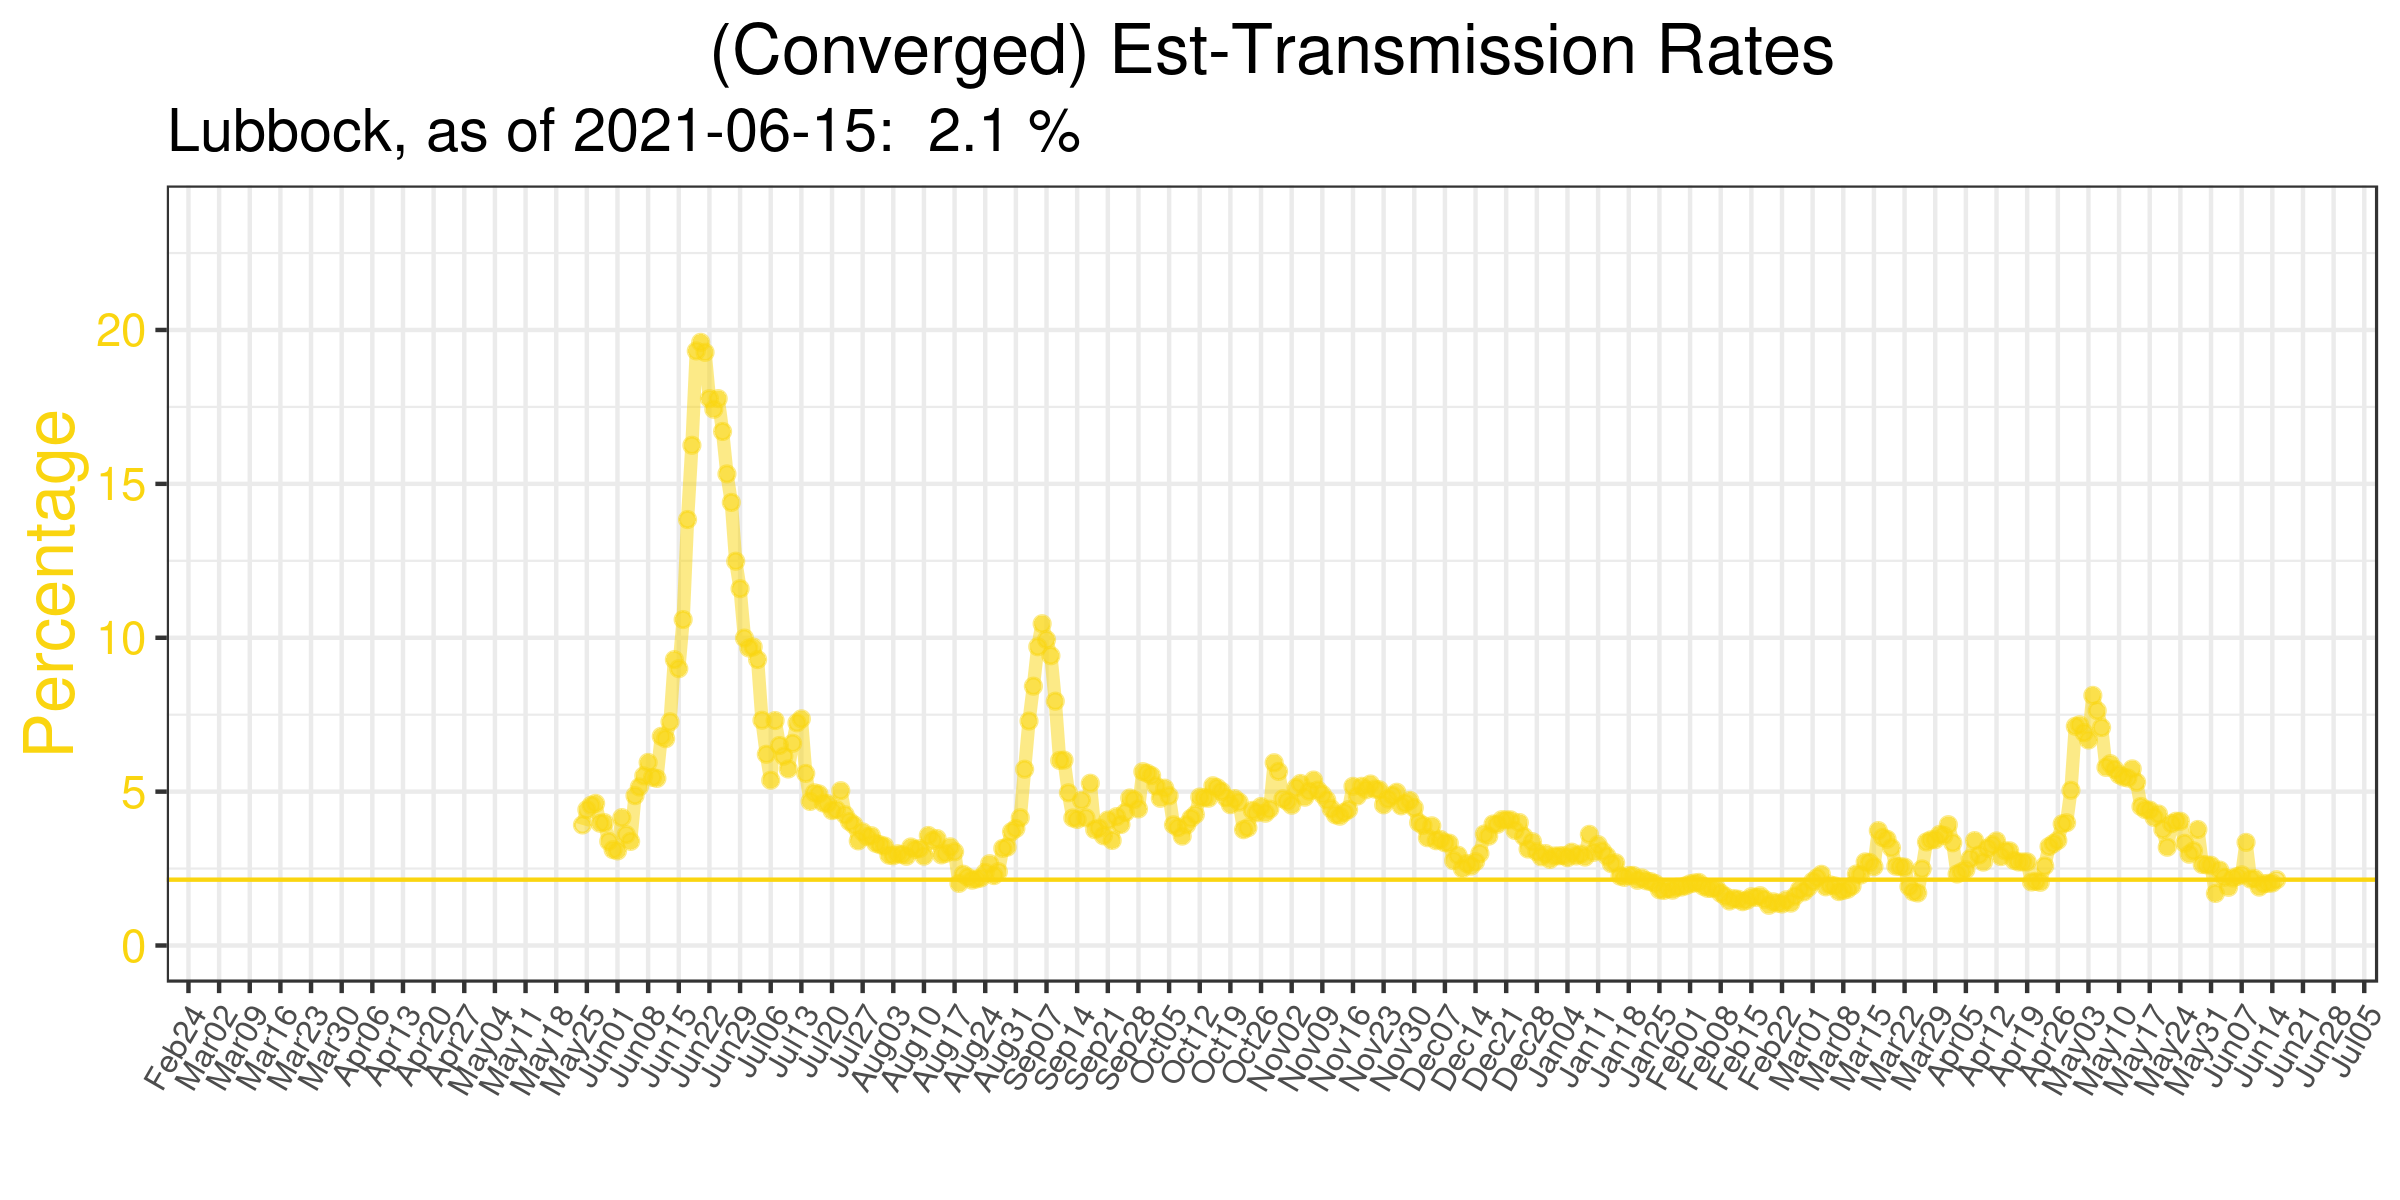 (Converged) Est-Transmission Rates
Lubbock, as of 2021-06-15:  2.1 %
Percentage
20
15
10
5
0
Feb24
Mar02
Mar09
Mar16
Mar23
Mar30
Apr06
Apr13
Apr20
Apr27
May04
May11
May18
May25
Jun01
Jun08
Jun15
Jun22
Jun29
Jul06
Jul13
Jul20
Jul27
Aug03
Aug10
Aug17
Aug24
Aug31
Sep07
Sep14
Sep21
Sep28
Oct05
Oct12
Oct19
Oct26
Nov02
Nov09
Nov16
Nov23
Nov30
Dec07
Dec14
Dec21
Dec28
Jan04
Jan11
Jan18
Jan25
Feb01
Feb08
Feb15
Feb22
Mar01
Mar08
Mar15
Mar22
Mar29
Apr05
Apr12
Apr19
Apr26
May03
May10
May17
May24
May31
Jun07
Jun14
Jun21
Jun28
Jul05